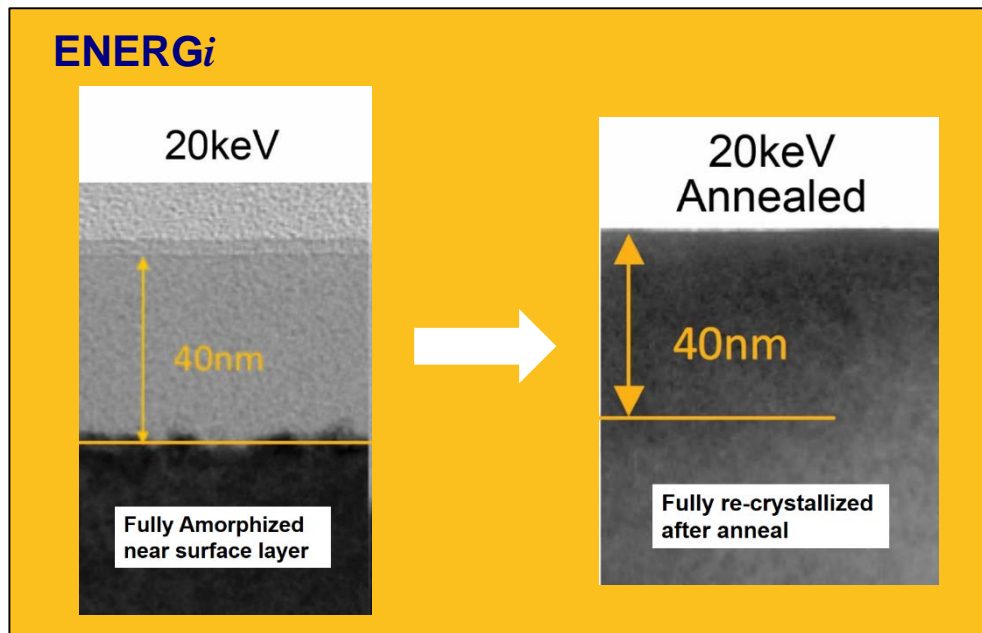 ENERGi
20keV
40nm
Fully Amorphized
near surface layer
20keV
Annealed
40nm
Fully re-crystallized
after anneal